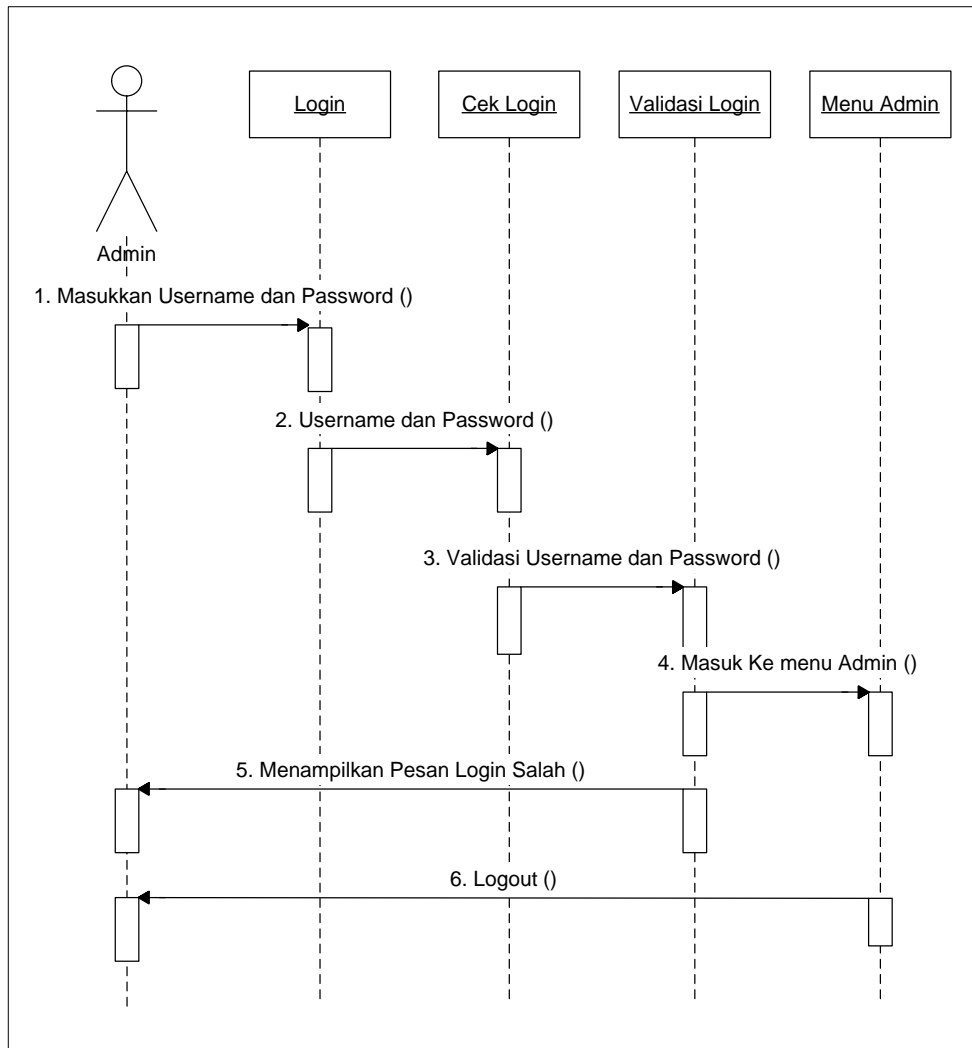 Login
Cek Login
Validasi Login
Menu Admin
Admin
1. Masukkan Username dan Password ()
2. Username dan Password ()
3. Validasi Username dan Password ()
4. Masuk Ke menu Admin ()
5. Menampilkan Pesan Login Salah ()
6. Logout ()